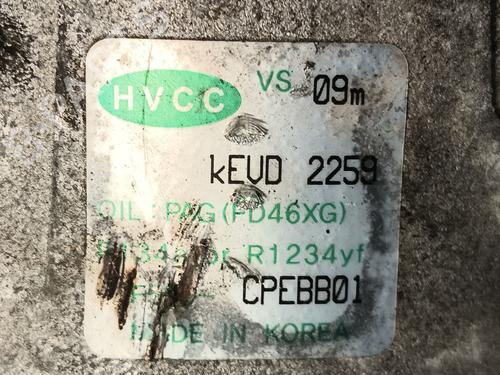 HVCC VS 09m
kEVD 2259
OIL: PAG(FD46XG)
R134a or R1234yf
CPEBB01
MADE IN KOREA